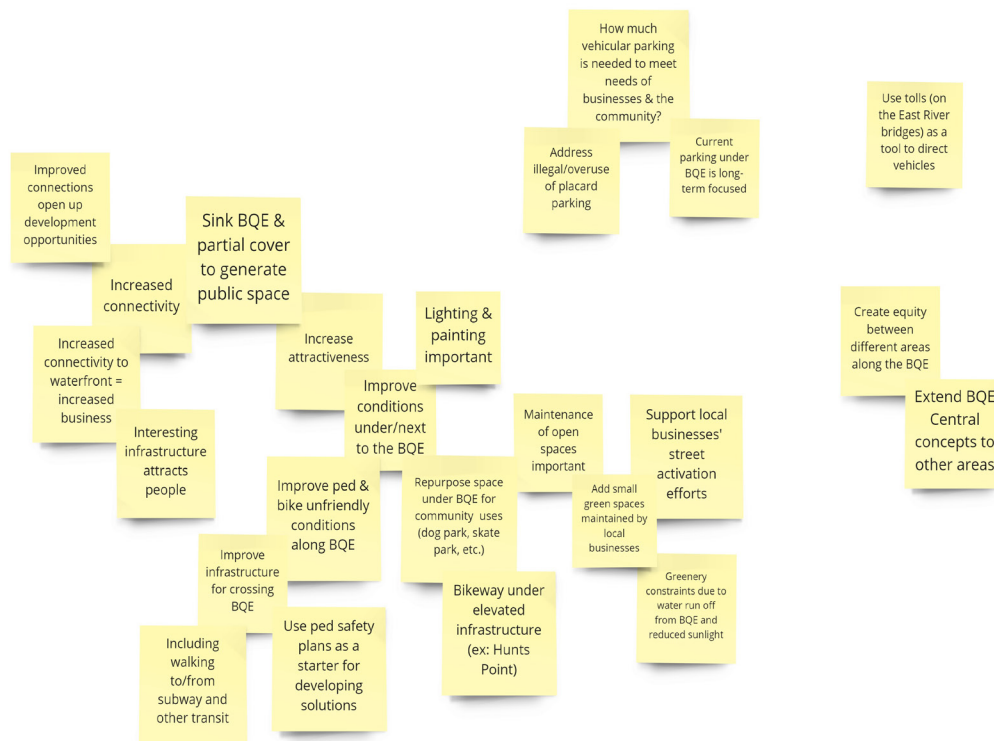 How much
vehicular parking
is needed to meet
needs of
businesses & the
community?
Address
illegal/overuse
of placard
parking
Current
parking under
BQE is long-
term focused
Use tolls (on
the East River
bridges) as a
tool to direct
vehicles
Improved
connections
open up
development
opportunities
Sink BQE &
partial cover
to generate
public space
Increased
connectivity
Increased
connectivity to
waterfront =
increased
business
Interesting
infrastructure
attracts
people
Increase
attractiveness
Lighting &
painting
important
Improve
conditions
under/next
to the BQE
Create equity
between
different areas
along the BQE
Extend BQE
Central
concepts to
other areas
Maintenance
of open
spaces
important
Support local
businesses'
street
activation
efforts
Improve ped &
bike unfriendly
conditions
along BQE
Repurpose space
under BQE for
community uses
(dog park, skate
park, etc.)
Add small
green spaces
maintained by
local
businesses
Improve
infrastructure
for crossing
BQE
Bikeway under
elevated
infrastructure
(ex: Hunts
Point)
Greenery
constraints due to
water run off
from BQE and
reduced sunlight
Including
walking
to/from
subway and
other transit
Use ped safety
plans as a
starter for
developing
solutions